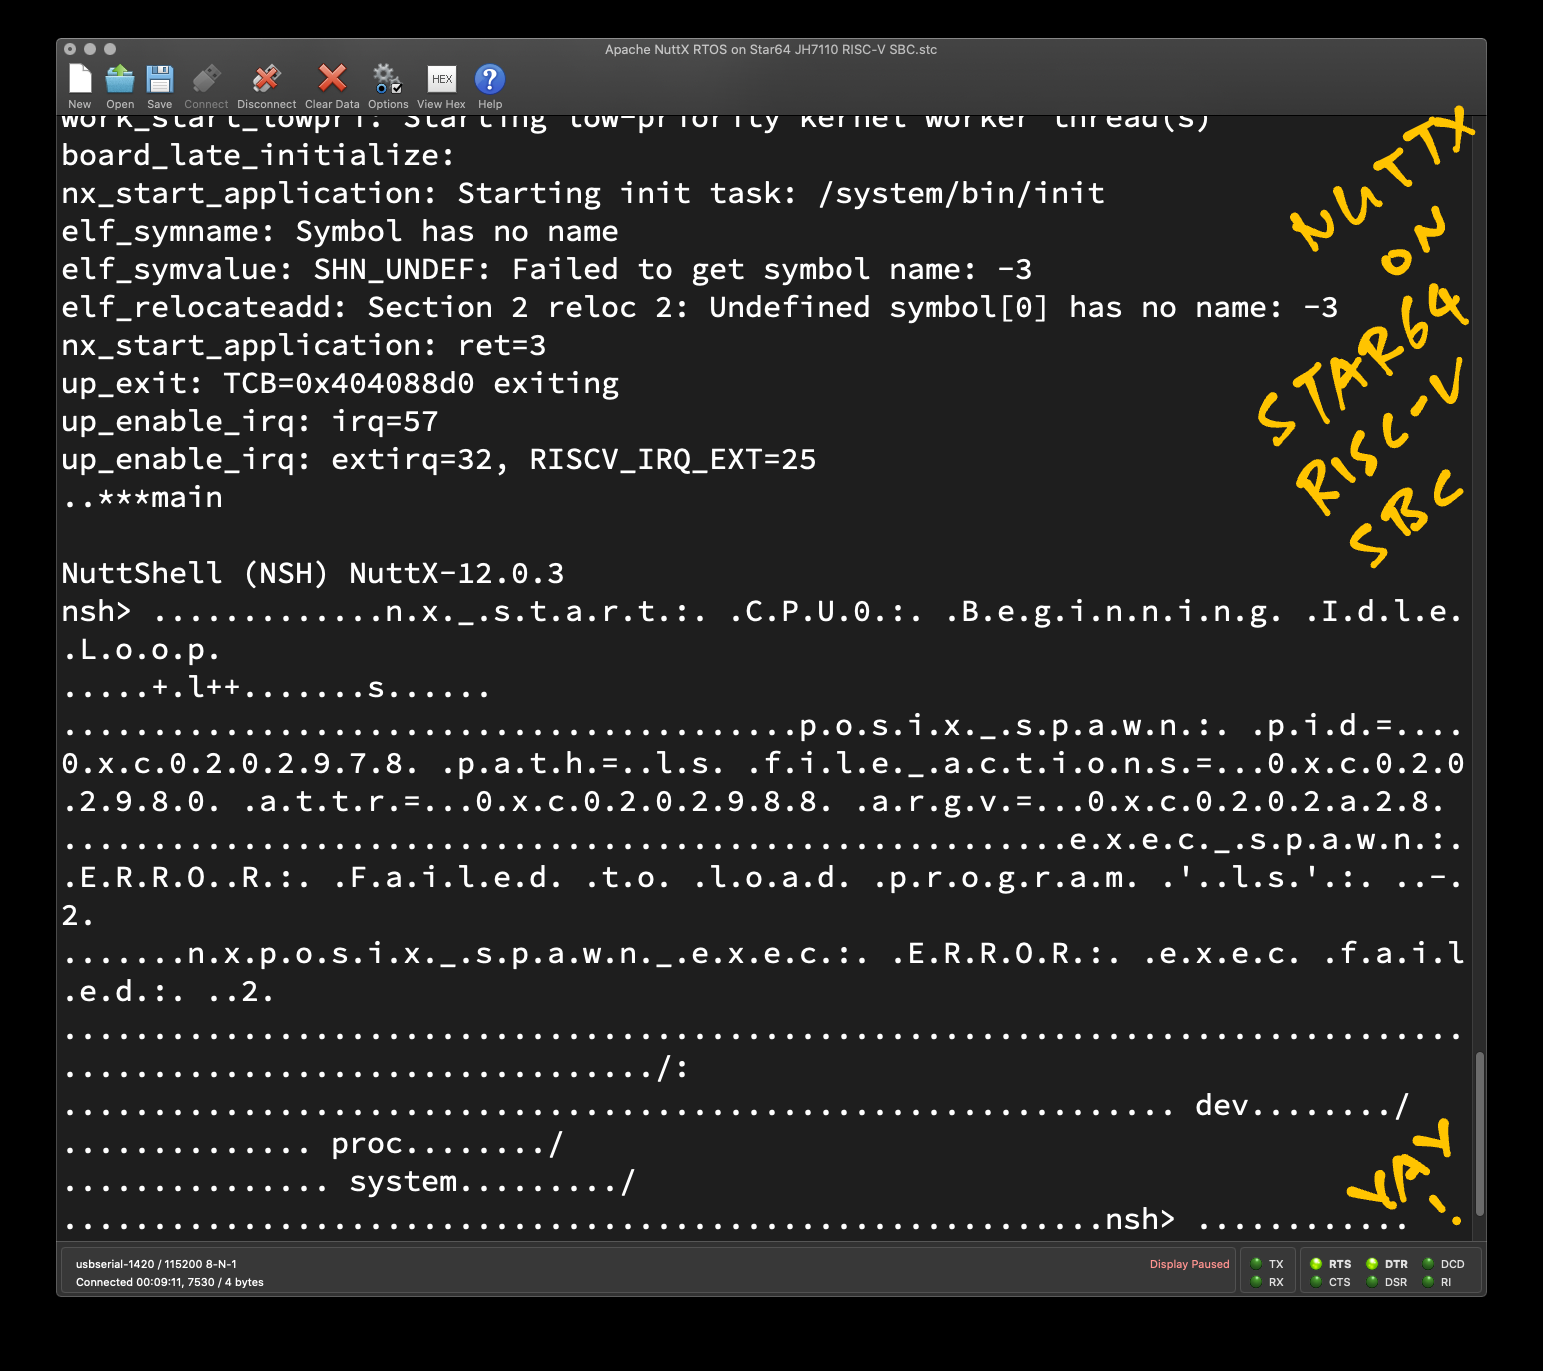 Apache NuttX RTOS on Star64 JH7110 RISC-V SBC.stc
HEX
?
New Open Save Connect Disconnect Clear Data Options View Hex Help
work_start_lowpri: Starting low-priority kernel worker thread(s)
board_late_initialize:
nx_start_application: Starting init task: /system/bin/init
elf_symname: Symbol has no name
elf_symvalue: SHN_UNDEF: Failed to get symbol name: -3
elf_relocateadd: Section 2 reloc 2: Undefined symbol[0] has no name: -3
nx_start_application: ret=3
up_exit: TCB=0x404088d0 exiting
up_enable_irq: irq=57
up_enable_irq: extirq=32, RISCV_IRQ_EXT=25
..***main
NuttShell (NSH) NuttX-12.0.3
nsh> .............n.x._.s.t.a.r.t.:. .C.P.U.0.:. .B.e.g.i.n.n.i.n.g. .I.d.l.e.
.L.o.o.p.
.....+.l++.......s......
.........................................p.o.s.i.x._.s.p.a.w.n.:. .p.i.d.=....
0.x.c.0.2.0.2.9.7.8. .p.a.t.h.=..l.s. .f.i.l.e._.a.c.t.i.o.n.s.=...0.x.c.0.2.0
.2.9.8.0. .a.t.t.r.=...0.x.c.0.2.0.2.9.8.8. .a.r.g.v.=...0.x.c.0.2.0.2.a.2.8.
........................................................e.x.e.c._.s.p.a.w.n.:.
.E.R.R.O..R.:. .F.a.i.l.e.d. .t.o. .l.o.a.d. .p.r.o.g.r.a.m. .'..l.s.'.:. ..-.
2.
.......n.x.p.o.s.i.x._.s.p.a.w.n._.e.x.e.c.:. .E.R.R.O.R.:. .e.x.e.c. .f.a.i.l
.e.d.:. ..2.
..............................................................................
................................./:
.............................................................. dev......../
.............. proc......../
............... system........./
..........................................................nsh> ............
NUTTX
ON
STAR64
RISC-V
SBC
YAY!
usbserial-1420 / 115200 8-N-1
Connected 00:09:11, 7530 / 4 bytes
Display Paused
TX RTS DTR DCD
RX CTS DSR RI